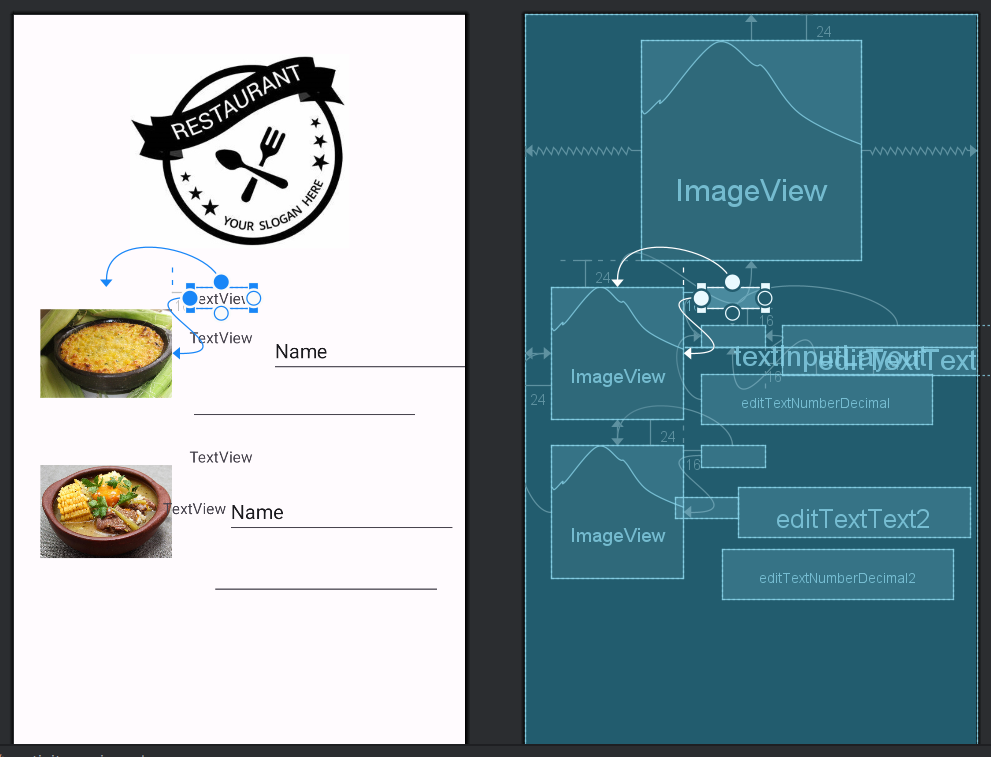 RESTAURANT
YOUR SLOGAN HERE
TextView
TextView
Name
TextView
TextView
Name
24
ImageView
24
16
textInputLayout
editTextText
ImageView
16
editTextNumberDecimal
24
24
16
ImageView
editTextText2
editTextNumberDecimal2